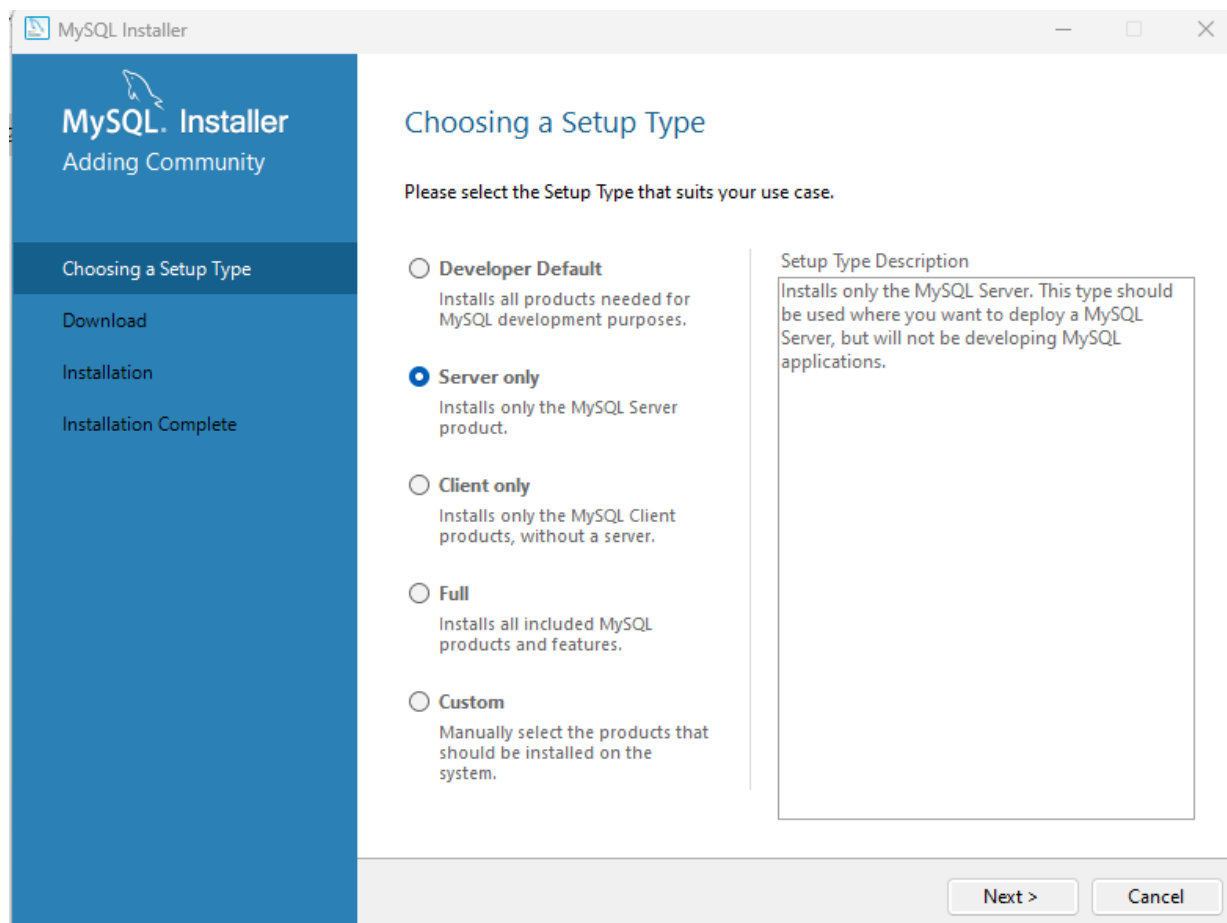 MySQL Installer
MySQL. Installer
Adding Community
Choosing a Setup Type
Download
Installation
Installation Complete
Choosing a Setup Type
Please select the Setup Type that suits your use case.
Developer Default
Installs all products needed for
MySQL development purposes.
Server only
Installs only the MySQL Server
product.
Client only
Installs only the MySQL Client
products, without a server.
Full
Installs all included MySQL
products and features.
Custom
Manually select the products that
should be installed on the
system.
Setup Type Description
Installs only the MySQL Server. This type should
be used where you want to deploy a MySQL
Server, but will not be developing MySQL
applications.
Next >
Cancel